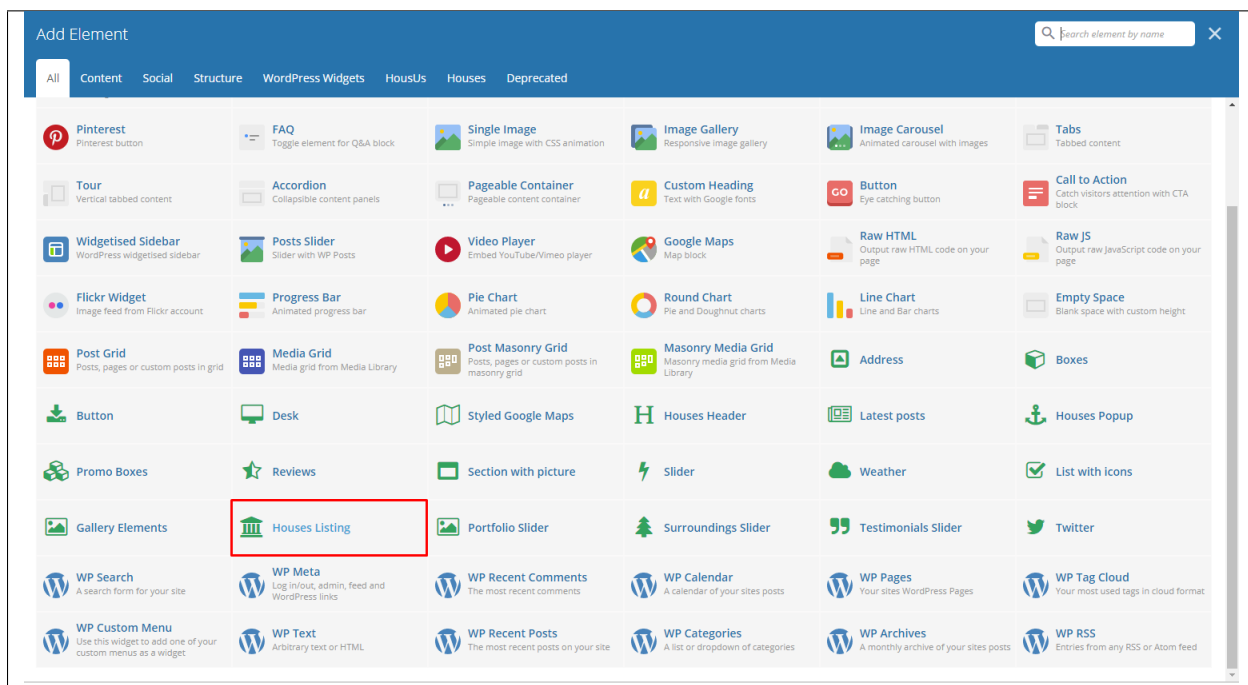 Add Element
Search element by name
All Content Social Structure WordPress Widgets HousUs Houses Deprecated
Pinterest
Pinterest button
FAQ
Toggle element for Q&A block
Single Image
Simple image with CSS animation
Image Gallery
Responsive image gallery
Image Carousel
Animated carousel with images
Tabs
Tabbed content
Tour
Vertical tabbed content
Accordion
Collapsible content panels
Pageable Container
Pageable content container
a
Custom Heading
Text with Google fonts
GO
Button
Eye catching button
Call to Action
Catch visitors attention with CTA
block
Widgetised Sidebar
WordPress widgetised sidebar
Posts Slider
Slider with WP Posts
Video Player
Embed YouTube/Vimeo player
Google Maps
Map block
Raw HTML
Output raw HTML code on your
page
Raw JS
Output raw JavaScript code on your
page
Flickr Widget
Image feed from Flickr account
Progress Bar
Animated progress bar
Pie Chart
Animated pie chart
Round Chart
Pie and Doughnut charts
Line Chart
Line and Bar charts
Empty Space
Blank space with custom height
Post Grid
Posts, pages or custom posts in grid
Media Grid
Media grid from Media Library
Post Masonry Grid
Posts, pages or custom posts in
masonry grid
Masonry Media Grid
Masonry media grid from Media
Library
Address
Boxes
Button
Desk
Styled Google Maps
H Houses Header
Latest posts
Houses Popup
Promo Boxes
Reviews
Section with picture
Slider
Weather
List with icons
Gallery Elements
Houses Listing
Portfolio Slider
Surroundings Slider
Testimonials Slider
Twitter
WP Search
A search form for your site
WP Meta
Log in/out, admin, feed and
WordPress links
WP Recent Comments
The most recent comments
WP Calendar
A calendar of your sites posts
WP Pages
Your sites WordPress Pages
WP Tag Cloud
Your most used tags in cloud format
WP Custom Menu
Use this widget to add one of your
custom menus as a widget
WP Text
Arbitrary text or HTML
WP Recent Posts
The most recent posts on your site
WP Categories
A list or dropdown of categories
WP Archives
A monthly archive of your sites posts
WP RSS
Entries from any RSS or Atom feed